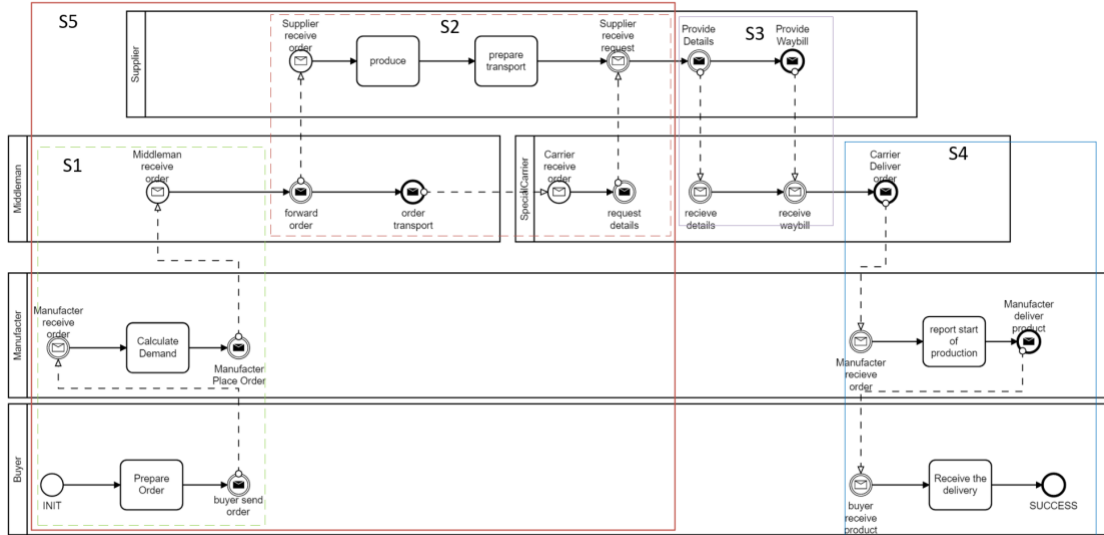 S5
S2
S3
S1
S4
Supplier
Supplier
receive
order
produce
prepare
transport
Supplier
receive
request
Provide
Details
Provide
Waybill
Middleman
Middleman
receive
order
forward
order
order
transport
SpecialCarrier
Carrier
receive
order
request
details
recieve
details
receive
waybill
Carrier
Deliver
order
Manufacter
Manufacter
receive
order
Calculate
Demand
Manufacter
Place Order
Manufacter
recieve
order
report start
of
production
Manufacter
deliver
product
Buyer
INIT
Prepare
Order
buyer send
order
buyer
receive
product
Receive the
delivery
SUCCESS